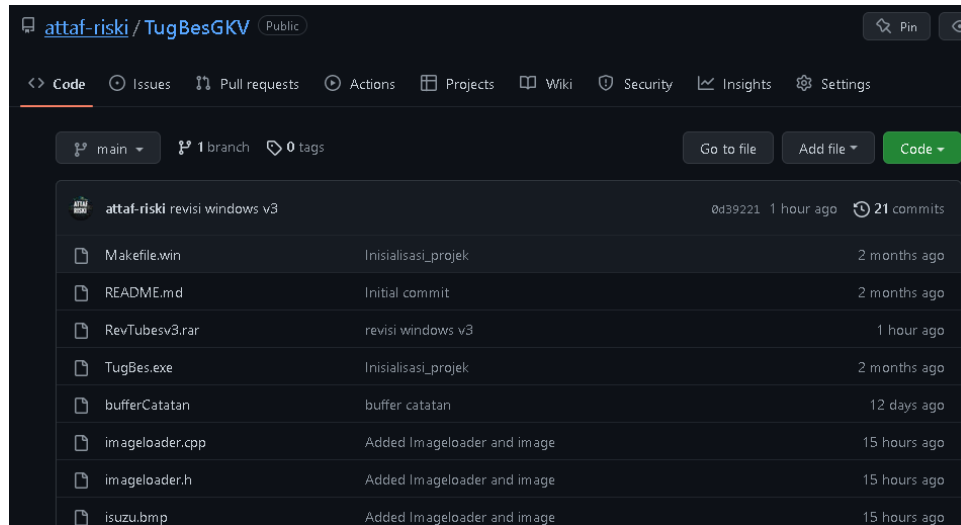 attaf-riski / TugBesGKV Public Pin
Code Issues Pull requests Actions Projects Wiki Security Insights Settings
main 1 branch 0 tags Go to file Add file Code
ATTAF RISKI attaf-riski revisi windows v3 0d39221 1 hour ago 21 commits
Makefile.win Inisialisasi_projek 2 months ago
README.md Initial commit 2 months ago
RevTubesv3.rar revisi windows v3 1 hour ago
TugBes.exe Inisialisasi_projek 2 months ago
bufferCatatan buffer catatan 12 days ago
imageloader.cpp Added Imageloader and image 15 hours ago
imageloader.h Added Imageloader and image 15 hours ago
isuzu.bmp Added Imageloader and image 15 hours ago